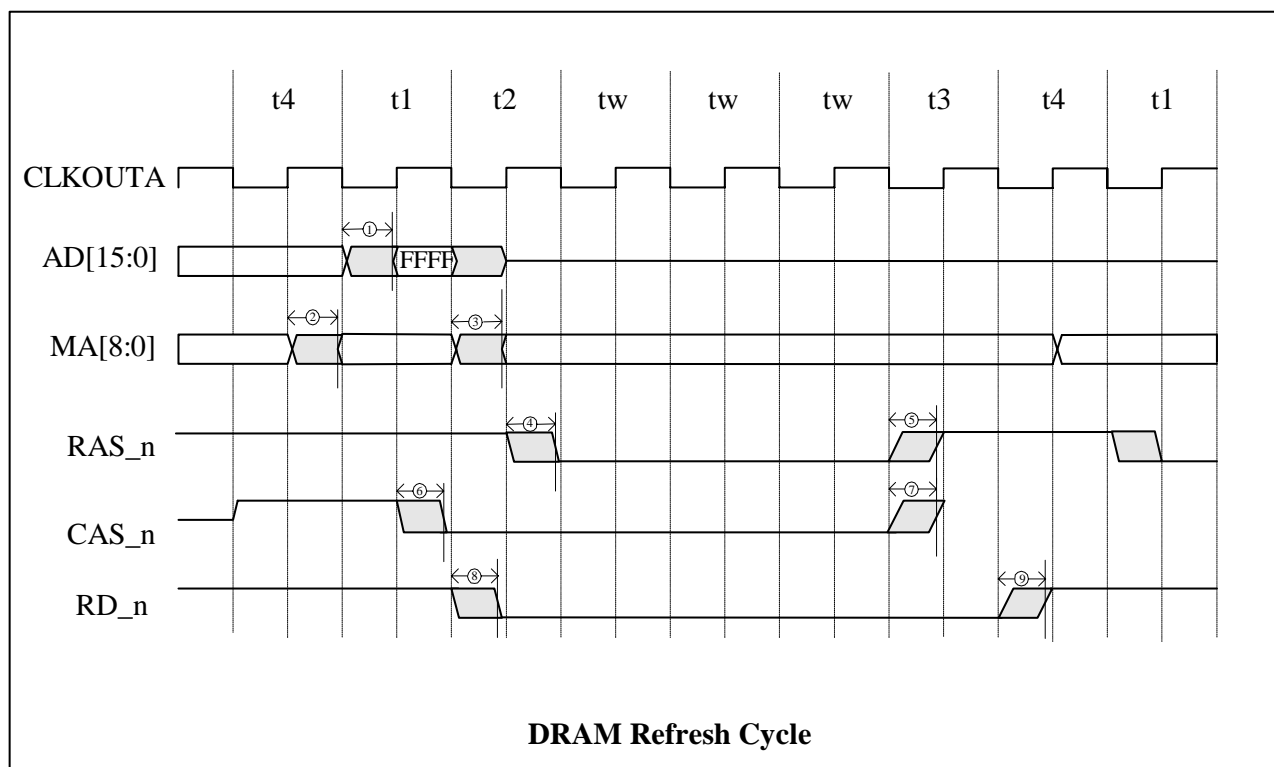 t4 t1 t2 tw tw tw t3 t4 t1
CLKOUTA
① 
AD[15:0] FFFF
② ③
MA[8:0]
④ ⑤
RAS_n
⑥ ⑦
CAS_n
⑧ ⑨
RD_n
DRAM Refresh Cycle